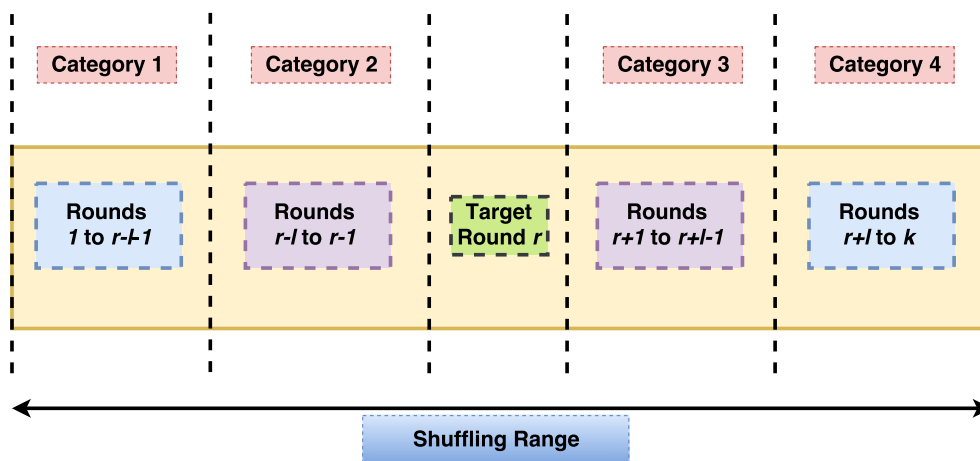 Category 1
Category 2
Category 3
Category 4
Rounds
1 to r-l-1
Rounds
r-l to r-1
Target
Round r
Rounds
r+1 to r+l-1
Rounds
r+l to k
Shuffling Range